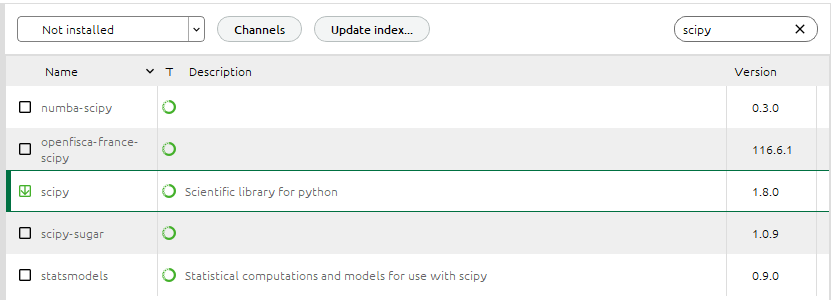 Not installed Channels Update index... scipy
Name T Description Version
numba-scipy 0.3.0
openfisca-france-
scipy 116.6.1
scipy Scientific library for python 1.8.0
scipy-sugar 1.0.9
statsmodels Statistical computations and models for use with scipy 0.9.0